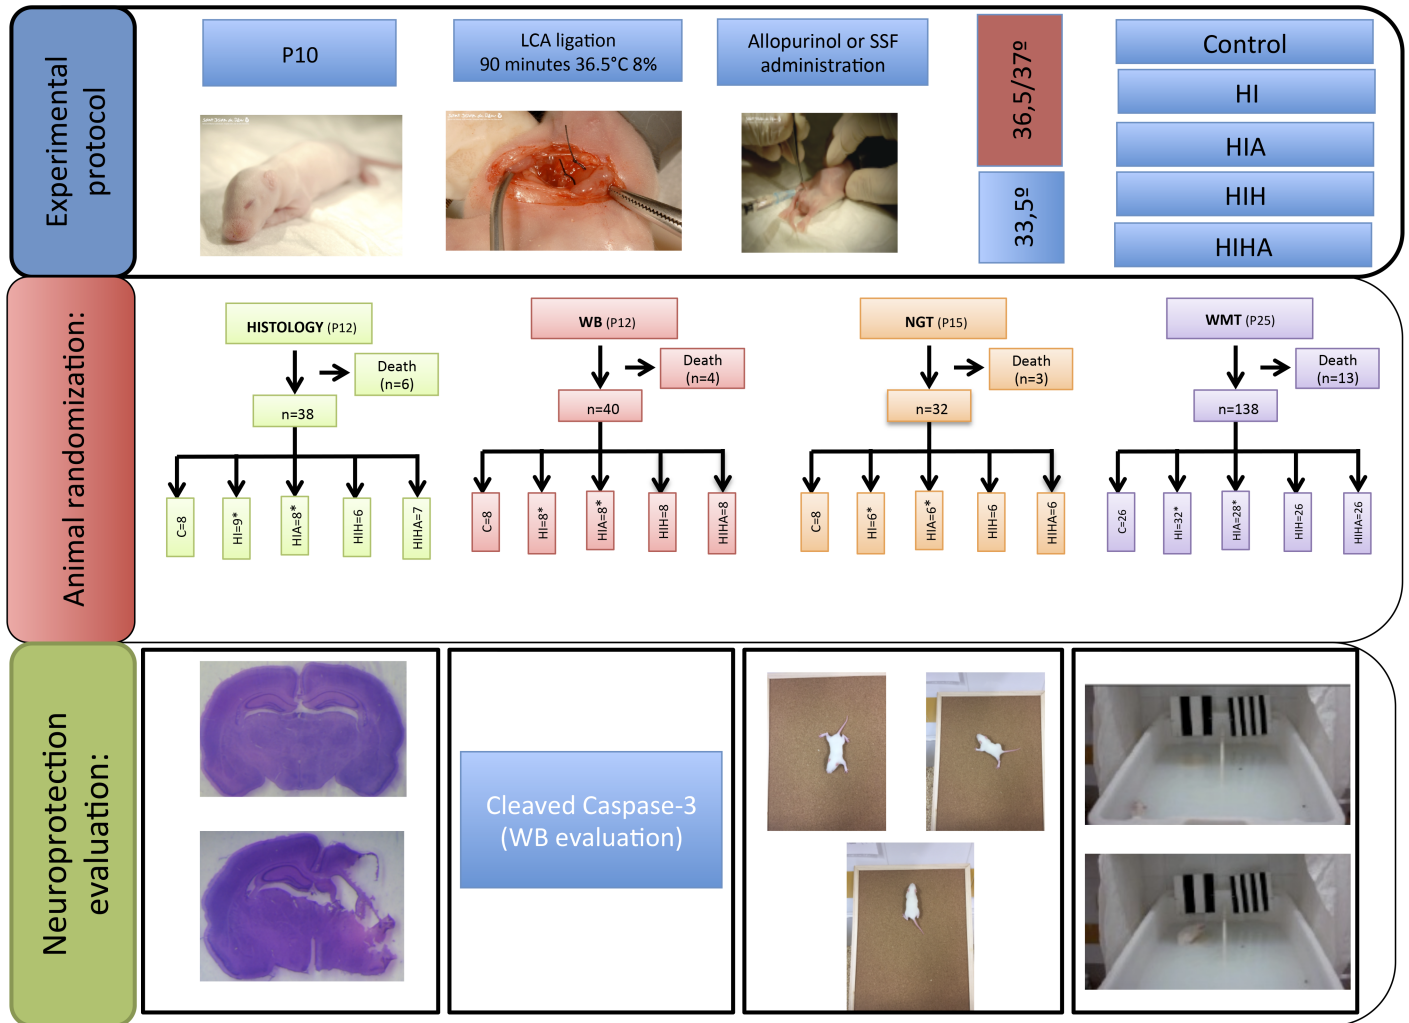 Experimental
protocol
P10
LCA ligation
90 minutes 36.5°C 8%
Allopurinol or SSF
administration
36,5/37º
33,5º
Control
HI
HIA
HIH
HIHA
Animal randomization:
HISTOLOGY (P12)
Death
(n=6)
n=38
C=8
HI=9*
HIA=8*
HIH=6
HIHA=7
WB (P12)
Death
(n=4)
n=40
C=8
HI=8*
HIA=8*
HIH=8
HIHA=8
NGT (P15)
Death
(n=3)
n=32
C=8
HI=6*
HIA=6*
HIH=6
HIHA=6
WMT (P25)
Death
(n=13)
n=138
C=26
HI=32*
HIA=28*
HIH=26
HIHA=26
Neuroprotection
evaluation:
Cleaved Caspase-3
(WB evaluation)